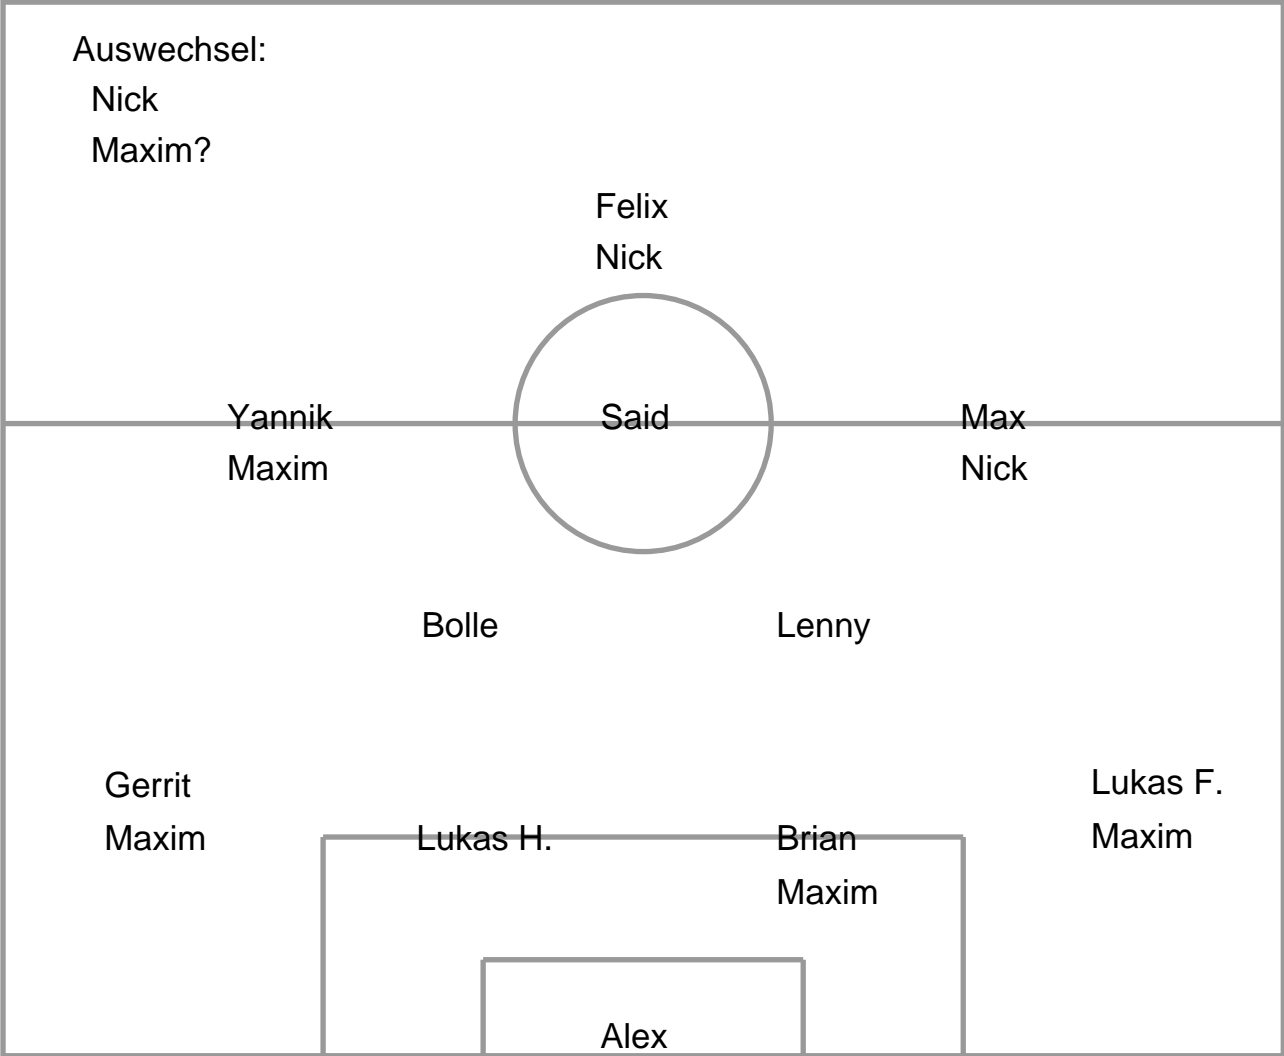 Auswechsel:
Nick
Maxim?
Felix
Nick
Yannik
Maxim
Said
Max
Nick
Bolle
Lenny
Gerrit
Maxim
Lukas H.
Brian
Maxim
Lukas F.
Maxim
Alex